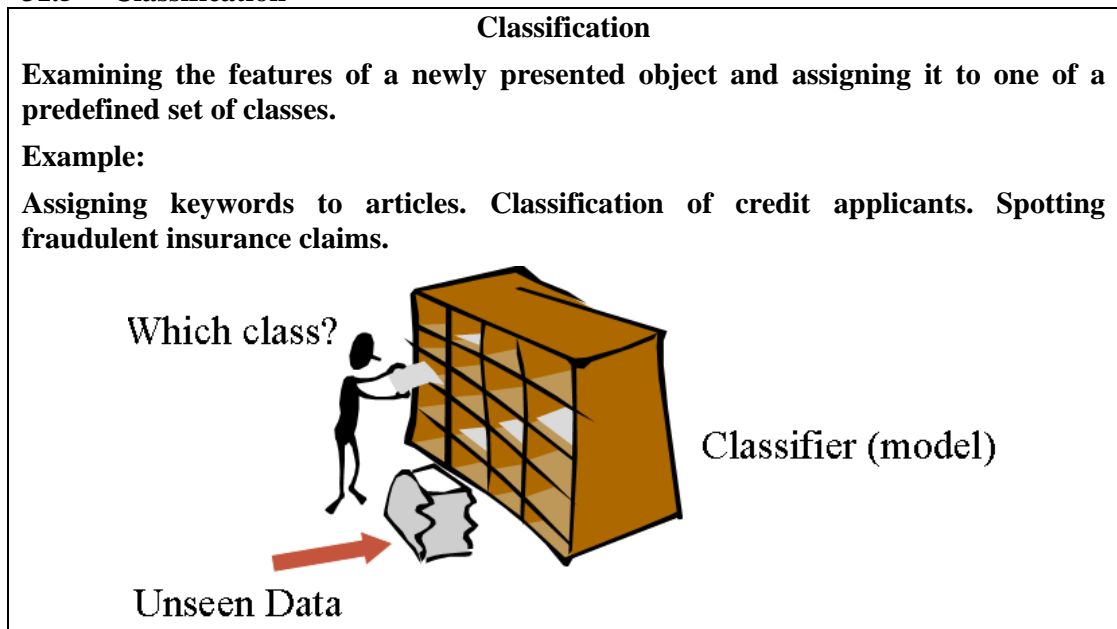 Classification
Examining the features of a newly presented object and assigning it to one of a
predefined set of classes.
Example:
Assigning keywords to articles. Classification of credit applicants. Spotting
fraudulent insurance claims.
Which class?
Classifier (model)
Unseen Data